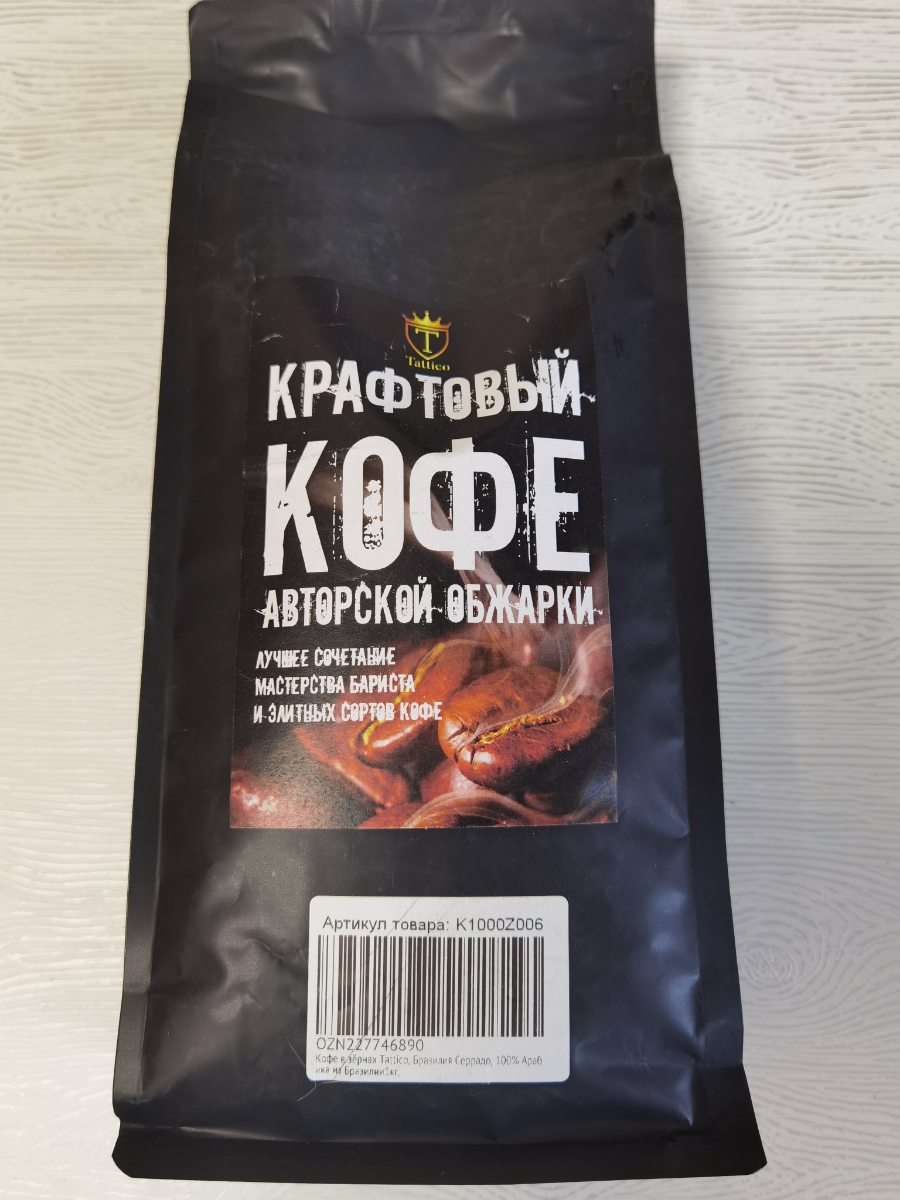 T
Tattico
КРАФТОВЫЙ
КОФЕ
АВТОРСКОЙ ОБЖАРКИ
ЛУЧШЕЕ СОЧЕТАНИЕ
МАСТЕРСТВА БАРИСТА
И ЭЛИТНЫХ СОРТОВ КОФЕ
Артикул товара: K1000Z006
OZN227746890
Кофе в зёрнах Tattico, Бразилия Серрадо, 100% Араб
ика из Бразилии1кг.